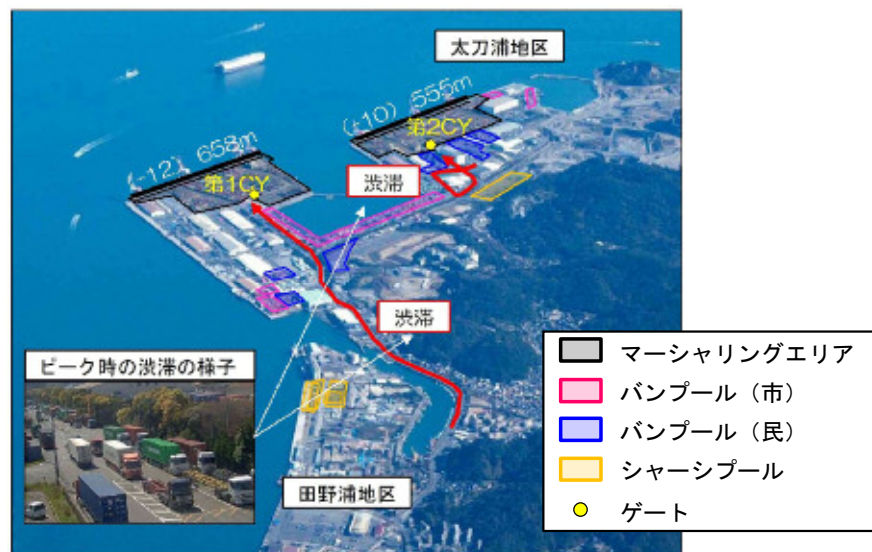 太刀浦地区
(-10) 555m
第2CY
(-12) 658m
第1CY
渋滞
渋滞
ピーク時の渋滞の様子
田野浦地区
マーシャリングエリア
バンプール（市）
バンプール（民）
シャーシプール
ゲート